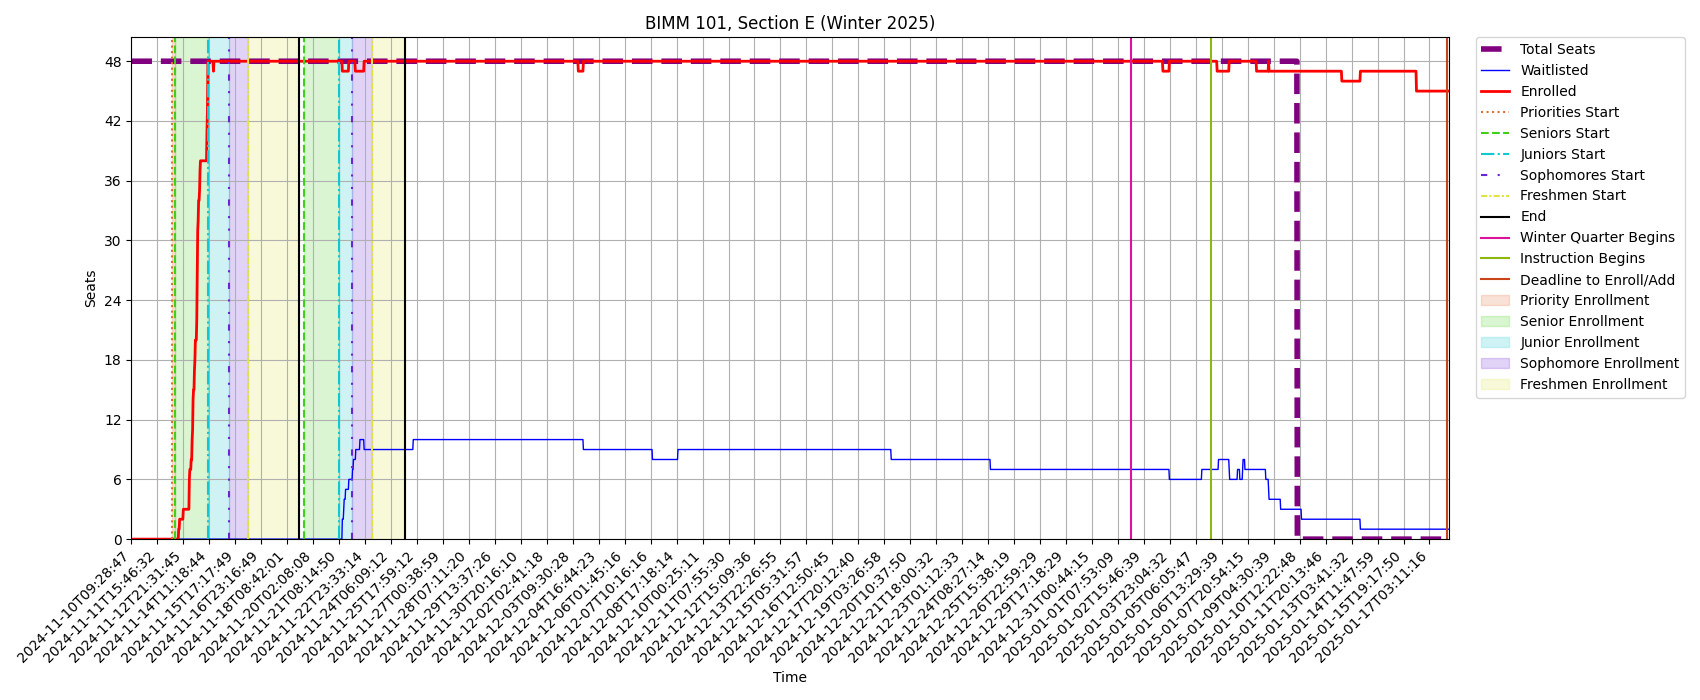 BIMM 101, Section E (Winter 2025)
Seats
48
42
36
30
24
18
12
6
0
2024-11-10T09:28:47
2024-11-11T15:46:32
2024-11-12T21:31:45
2024-11-14T11:18:44
2024-11-15T17:17:49
2024-11-16T23:16:49
2024-11-18T08:42:01
2024-11-20T02:08:08
2024-11-21T08:14:50
2024-11-22T23:33:14
2024-11-24T06:09:12
2024-11-25T17:59:12
2024-11-27T00:38:59
2024-11-28T07:11:20
2024-11-29T13:37:26
2024-11-30T20:16:10
2024-12-02T02:41:18
2024-12-03T09:30:28
2024-12-04T16:44:23
2024-12-06T01:45:16
2024-12-07T10:16:16
2024-12-08T17:18:14
2024-12-10T00:25:11
2024-12-11T07:55:30
2024-12-12T15:09:36
2024-12-13T22:26:55
2024-12-15T05:31:57
2024-12-16T12:50:45
2024-12-17T20:12:40
2024-12-19T03:26:58
2024-12-20T10:37:50
2024-12-21T18:00:32
2024-12-23T01:12:33
2024-12-24T08:27:14
2024-12-25T15:38:19
2024-12-26T22:59:29
2024-12-29T17:18:29
2024-12-31T00:44:15
2025-01-01T07:53:09
2025-01-02T15:46:39
2025-01-03T23:04:32
2025-01-05T06:05:47
2025-01-06T13:29:39
2025-01-07T20:54:15
2025-01-09T04:30:39
2025-01-10T12:22:48
2025-01-11T20:13:46
2025-01-13T03:41:32
2025-01-14T11:47:59
2025-01-15T19:17:50
2025-01-17T03:11:16
Time
Total Seats
Waitlisted
Enrolled
Priorities Start
Seniors Start
Juniors Start
Sophomores Start
Freshmen Start
End
Winter Quarter Begins
Instruction Begins
Deadline to Enroll/Add
Priority Enrollment
Senior Enrollment
Junior Enrollment
Sophomore Enrollment
Freshmen Enrollment